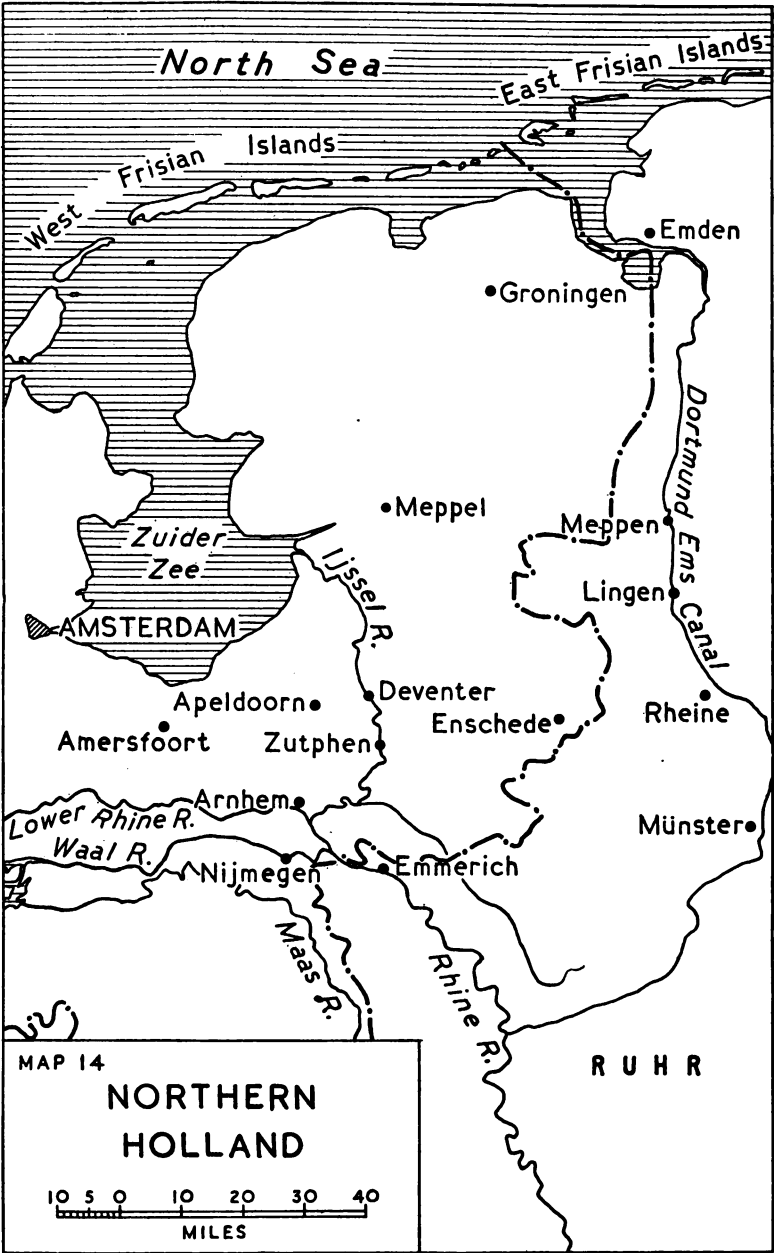 North Sea
East Frisian Islands
West Frisian Islands
Emden
Groningen
Dortmund Ems Canal
Meppel
Meppen
Zuider
Zee
Ijssel R.
Lingen
AMSTERDAM
Deventer
Apeldoorn
Enschede
Rheine
Amersfoort
Zutphen
Arnhem
Lower Rhine R.
Münster
Waal R.
Nijmegen
Emmerich
Maas R.
Rhine R.
RUHR
MAP 14
NORTHERN
HOLLAND
10 5 0 10 20 30 40
MILES